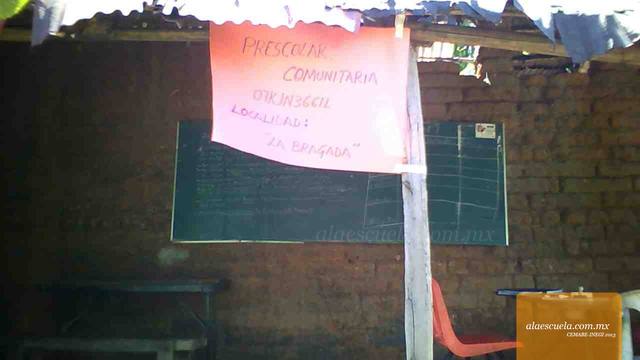 PRESCOLAR
COMUNITARIA
07KJN3661L
LOCALIDAD:
"LA BRAGADA"
alaescuela.com.mx
alaescuela.com.mx
CEMABE-INEGI 2013